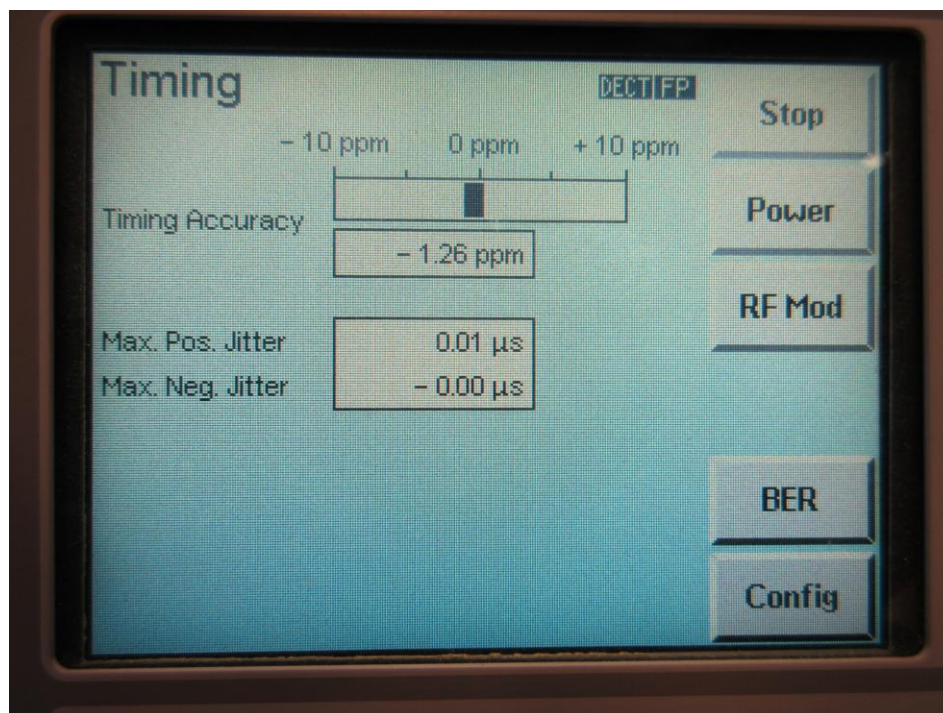 Timing
DECT FP
Stop
– 10 ppm 0 ppm + 10 ppm
Timing Accuracy
Power
– 1.26 ppm
RF Mod
Max. Pos. Jitter 0.01 µs
Max. Neg. Jitter – 0.00 µs
BER
Config